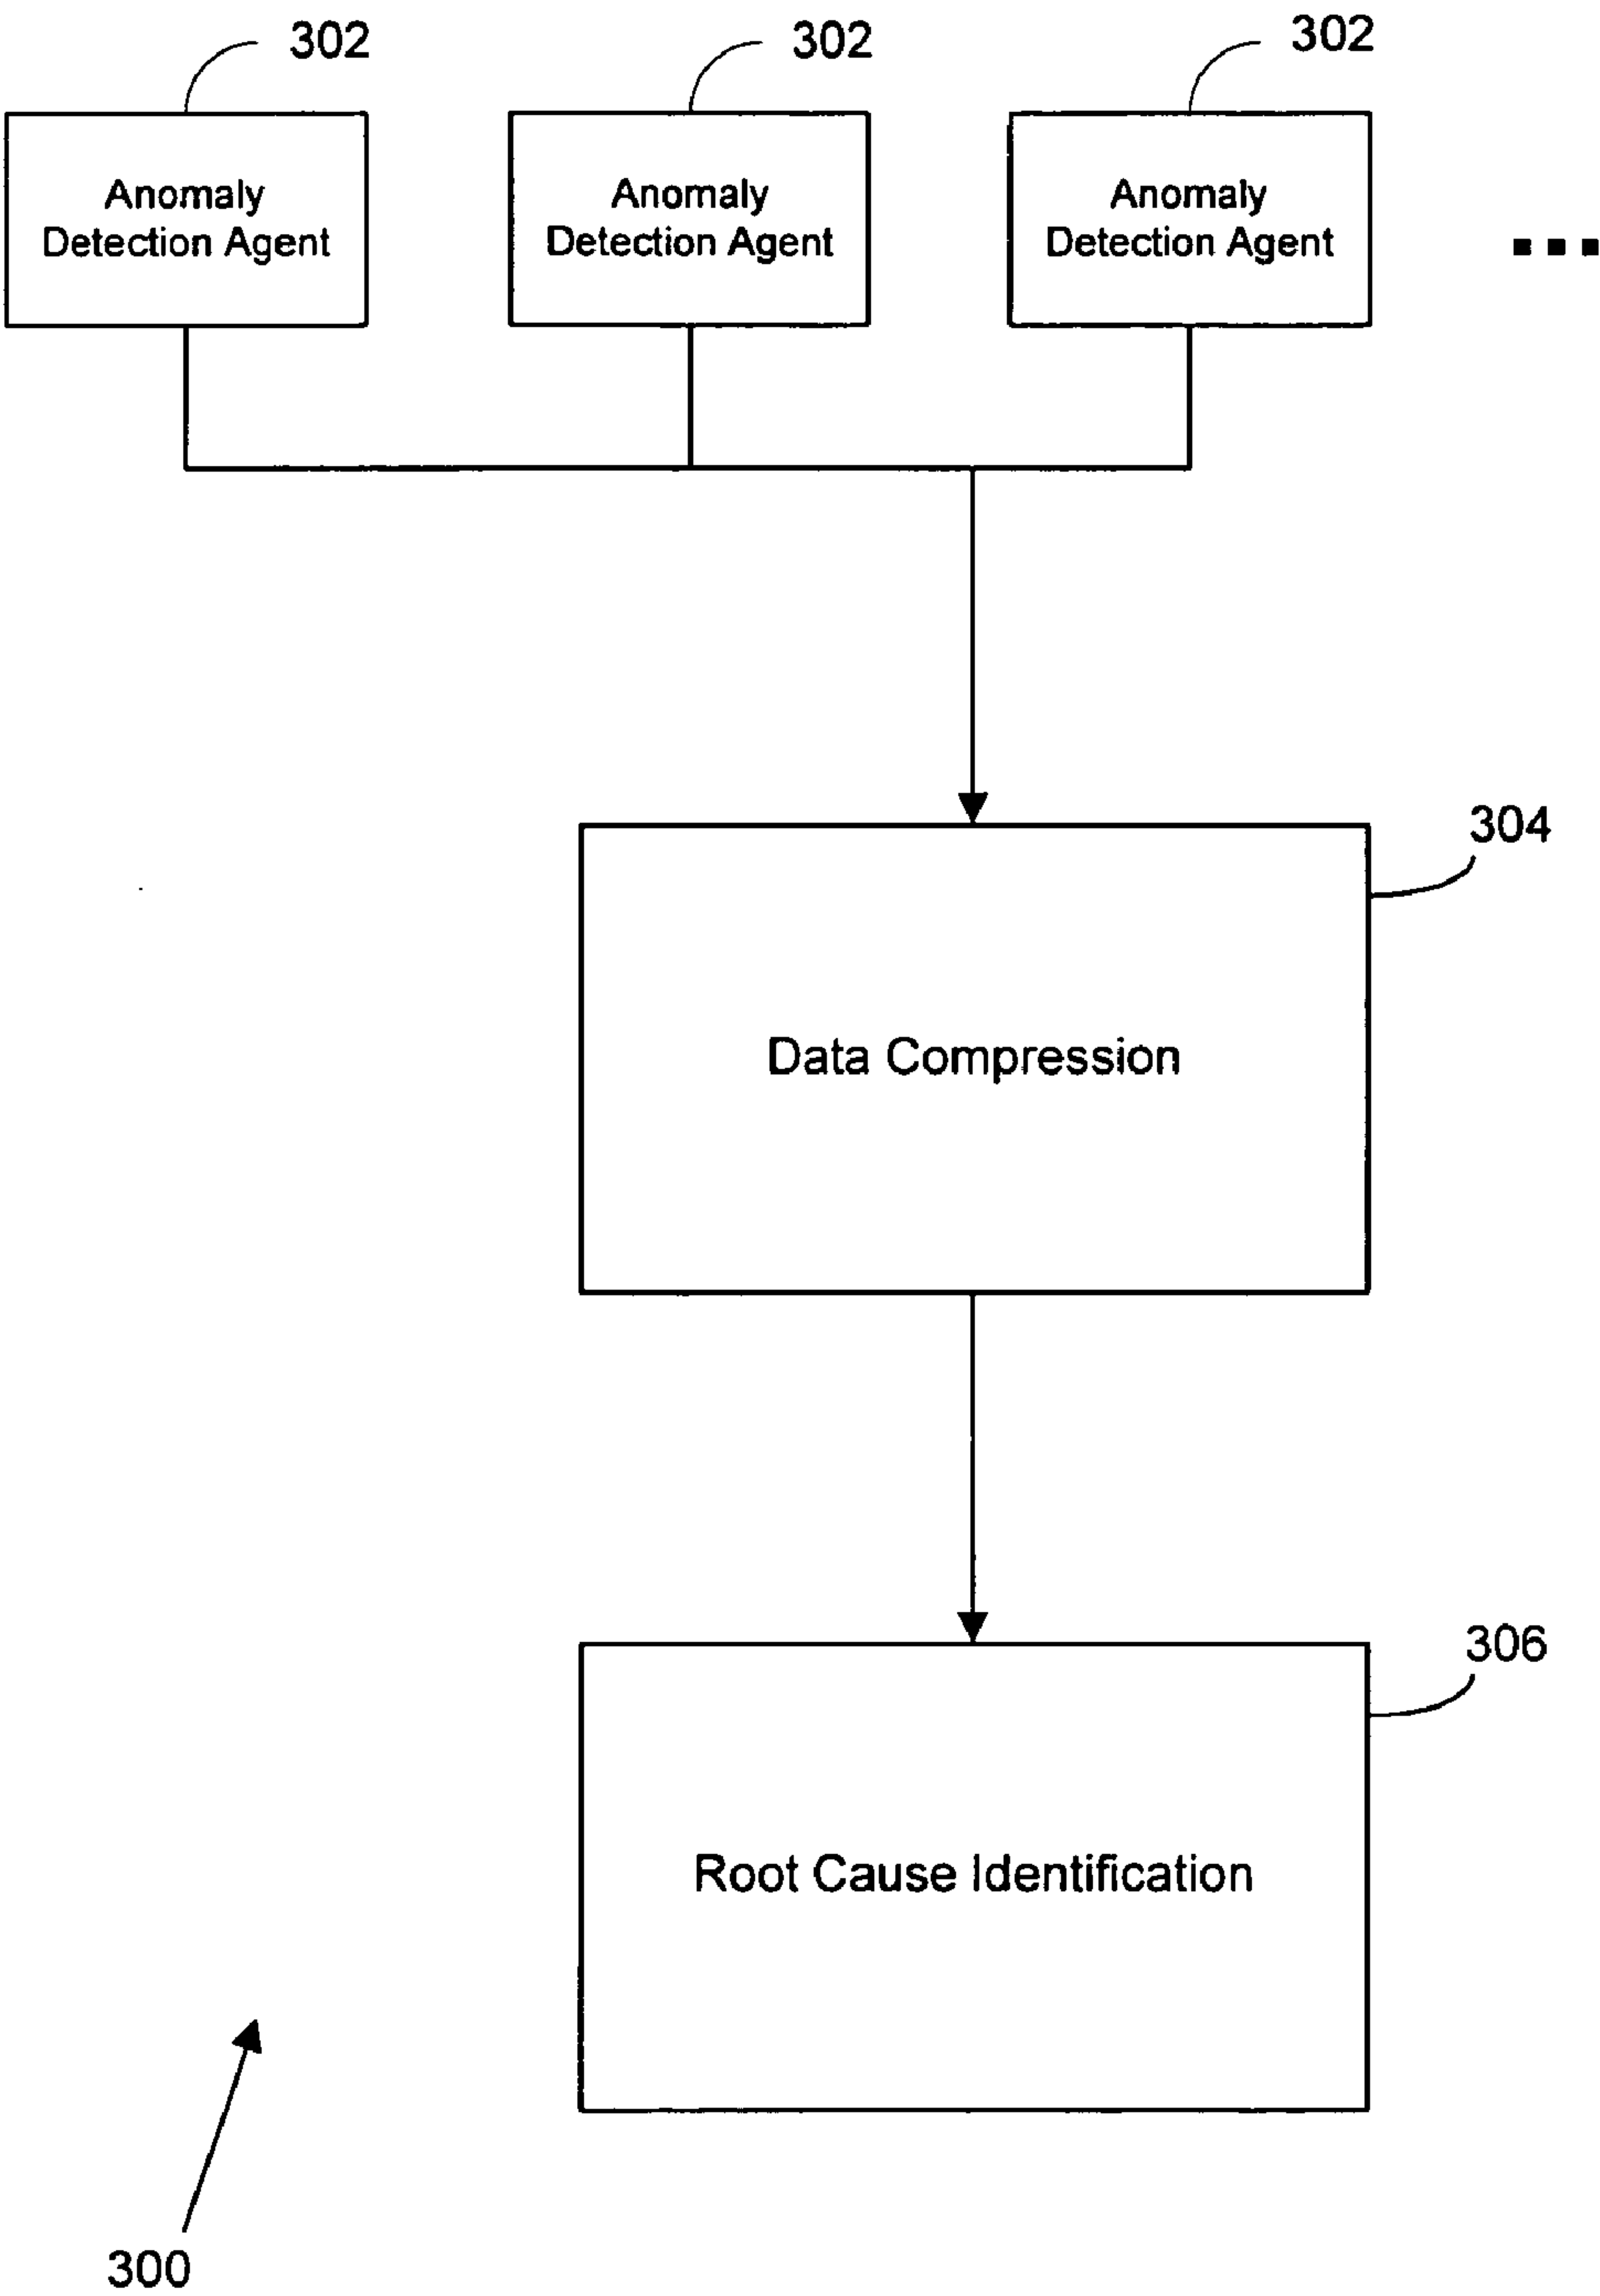 302
302
302
Anomaly
Detection Agent
Anomaly
Detection Agent
Anomaly
Detection Agent
...
304
Data Compression
306
Root Cause Identification
300